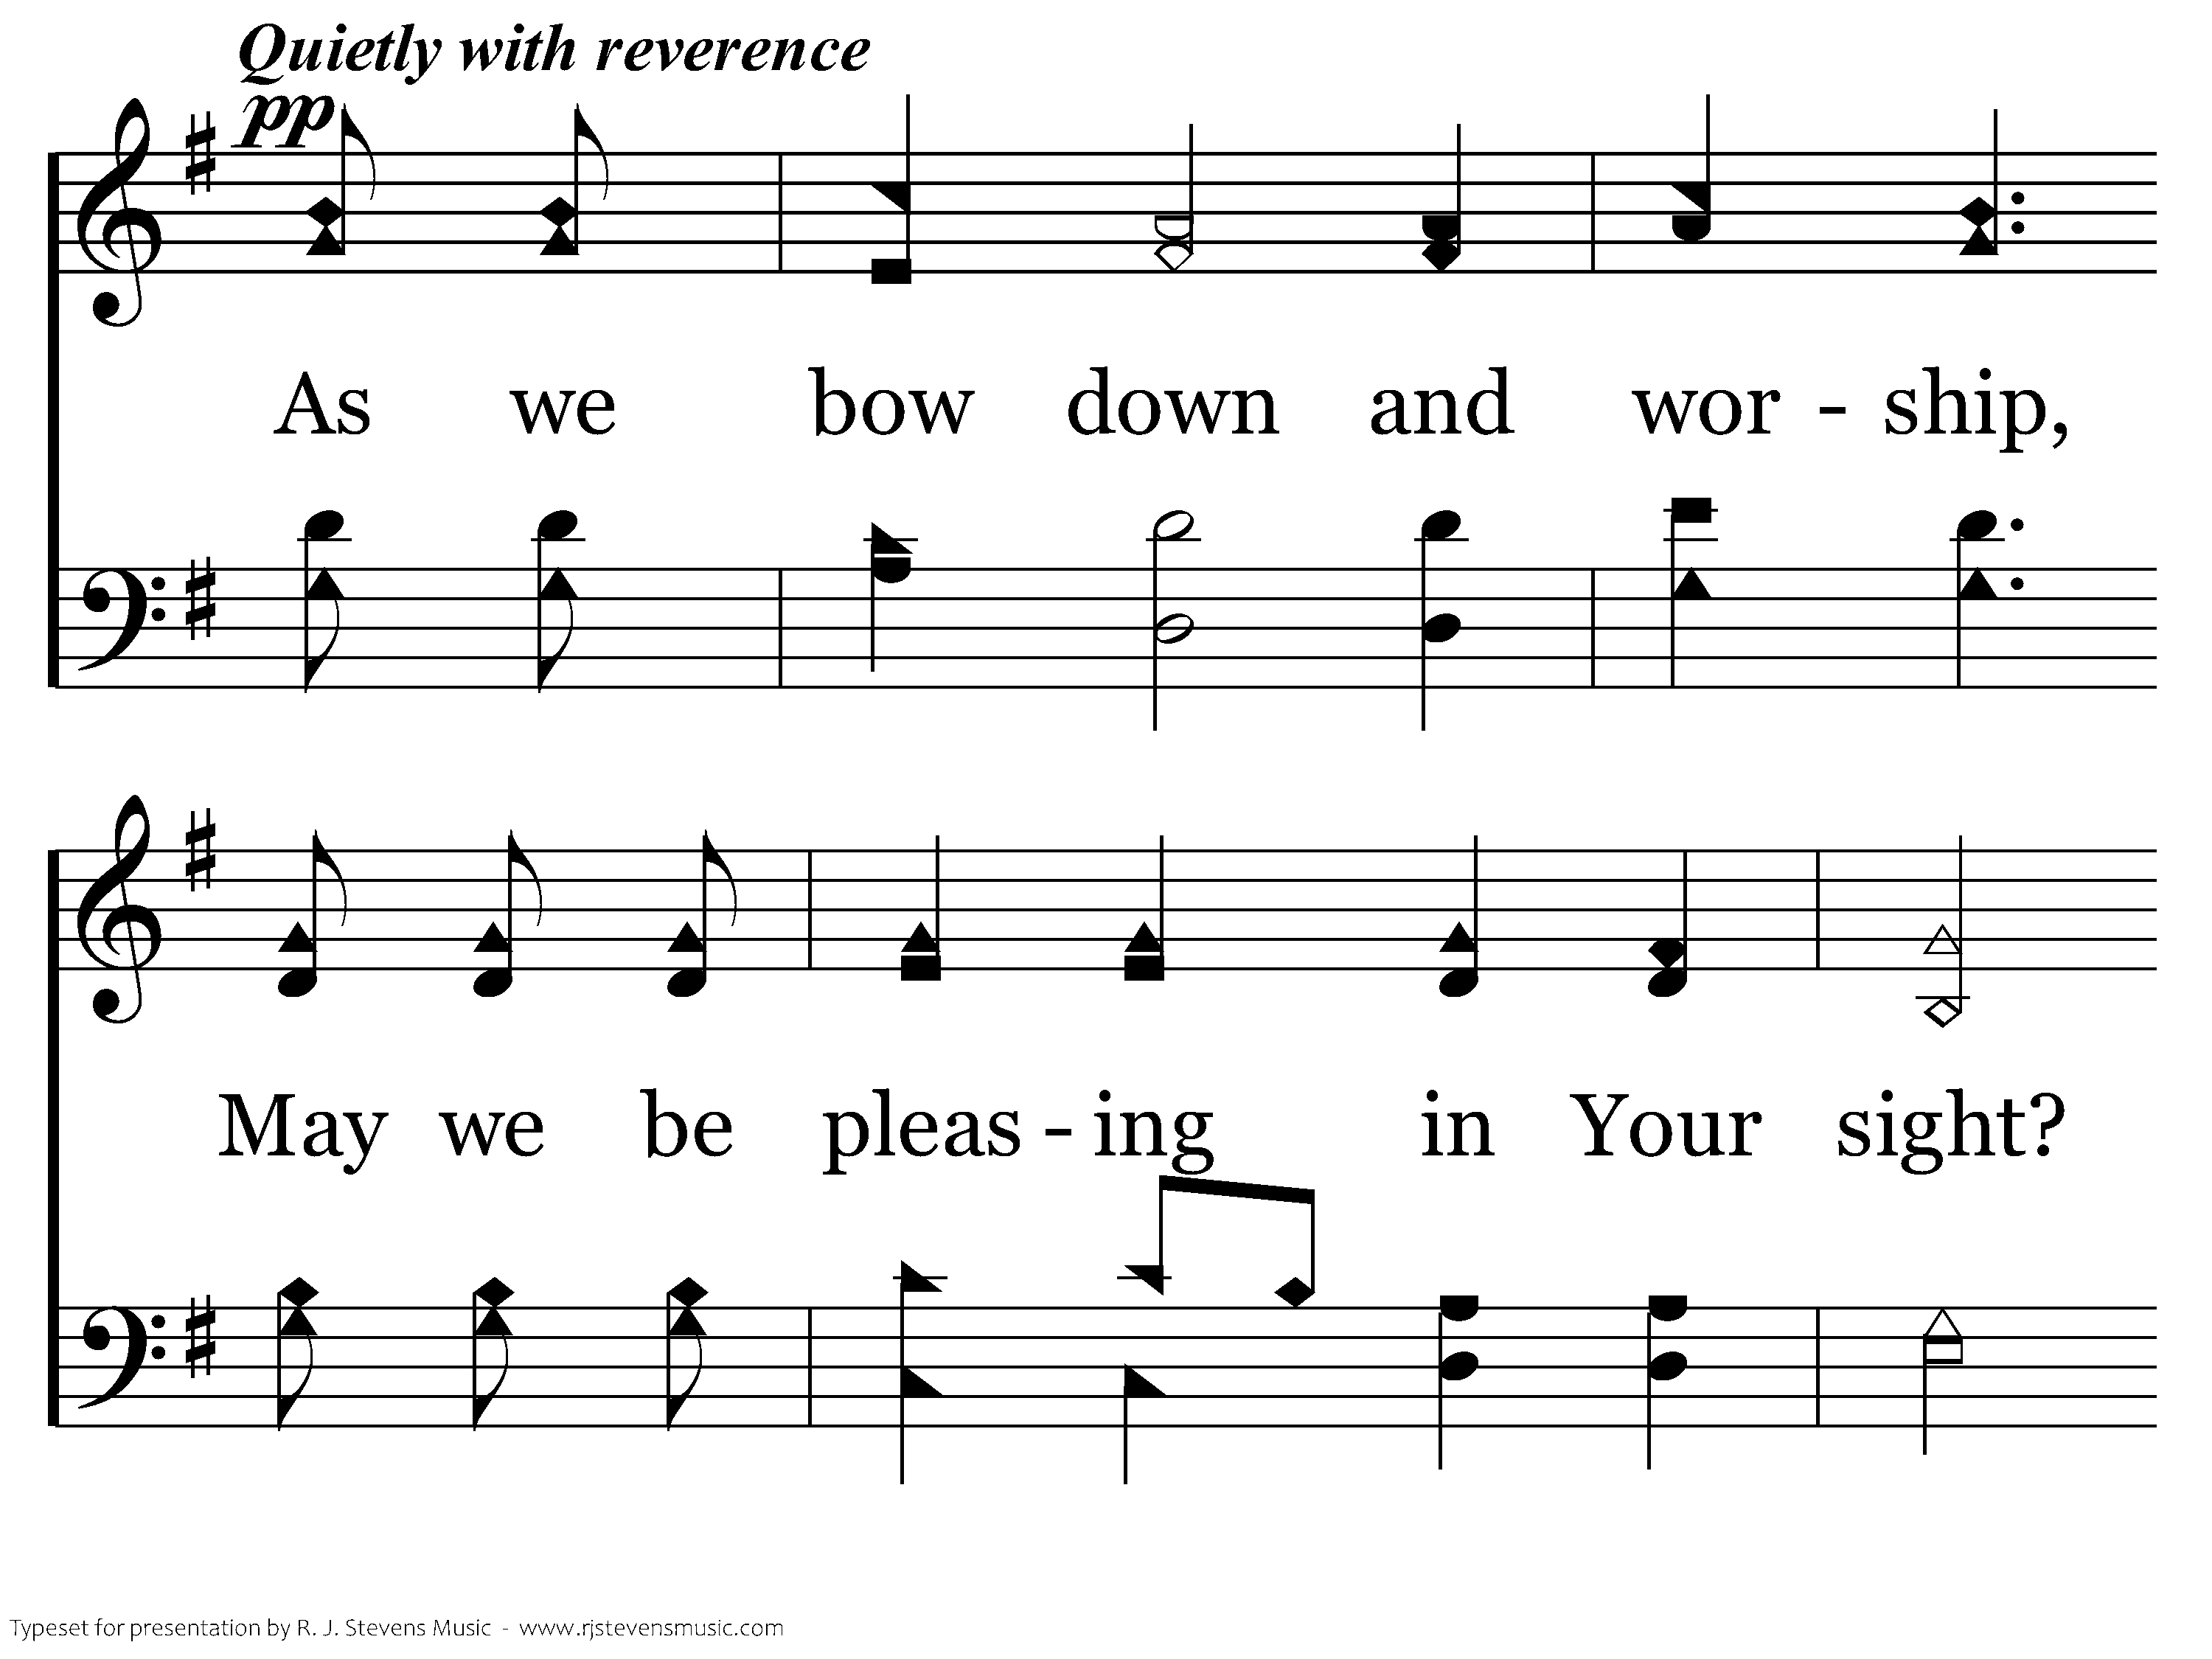 Quietly with reverence
pp
As we bow down and wor - ship,
May we be pleas - ing in Your sight?
Typeset for presentation by R. J. Stevens Music - www.rjstevensmusic.com